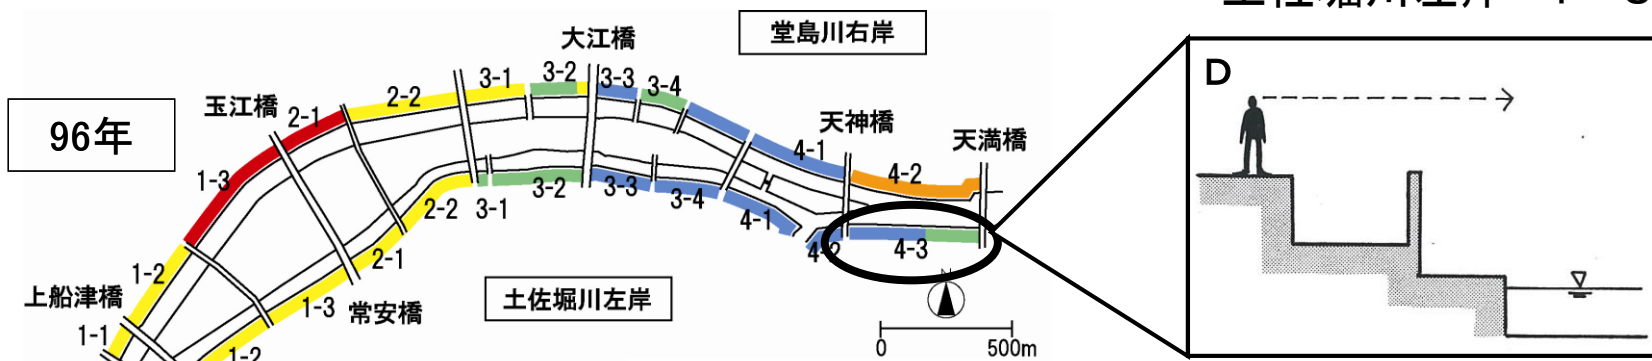 堂島川右岸
大江橋
96年
玉江橋
2-1
2-2
3-1
3-2
3-3
3-4
天神橋
天満橋
4-1
4-2
1-3
3-2
3-3
3-4
2-2
3-1
4-1
4-2
4-3
1-2
2-1
上船津橋
1-3
常安橋
土佐堀川左岸
N
1-1
1-2
0
500m
D